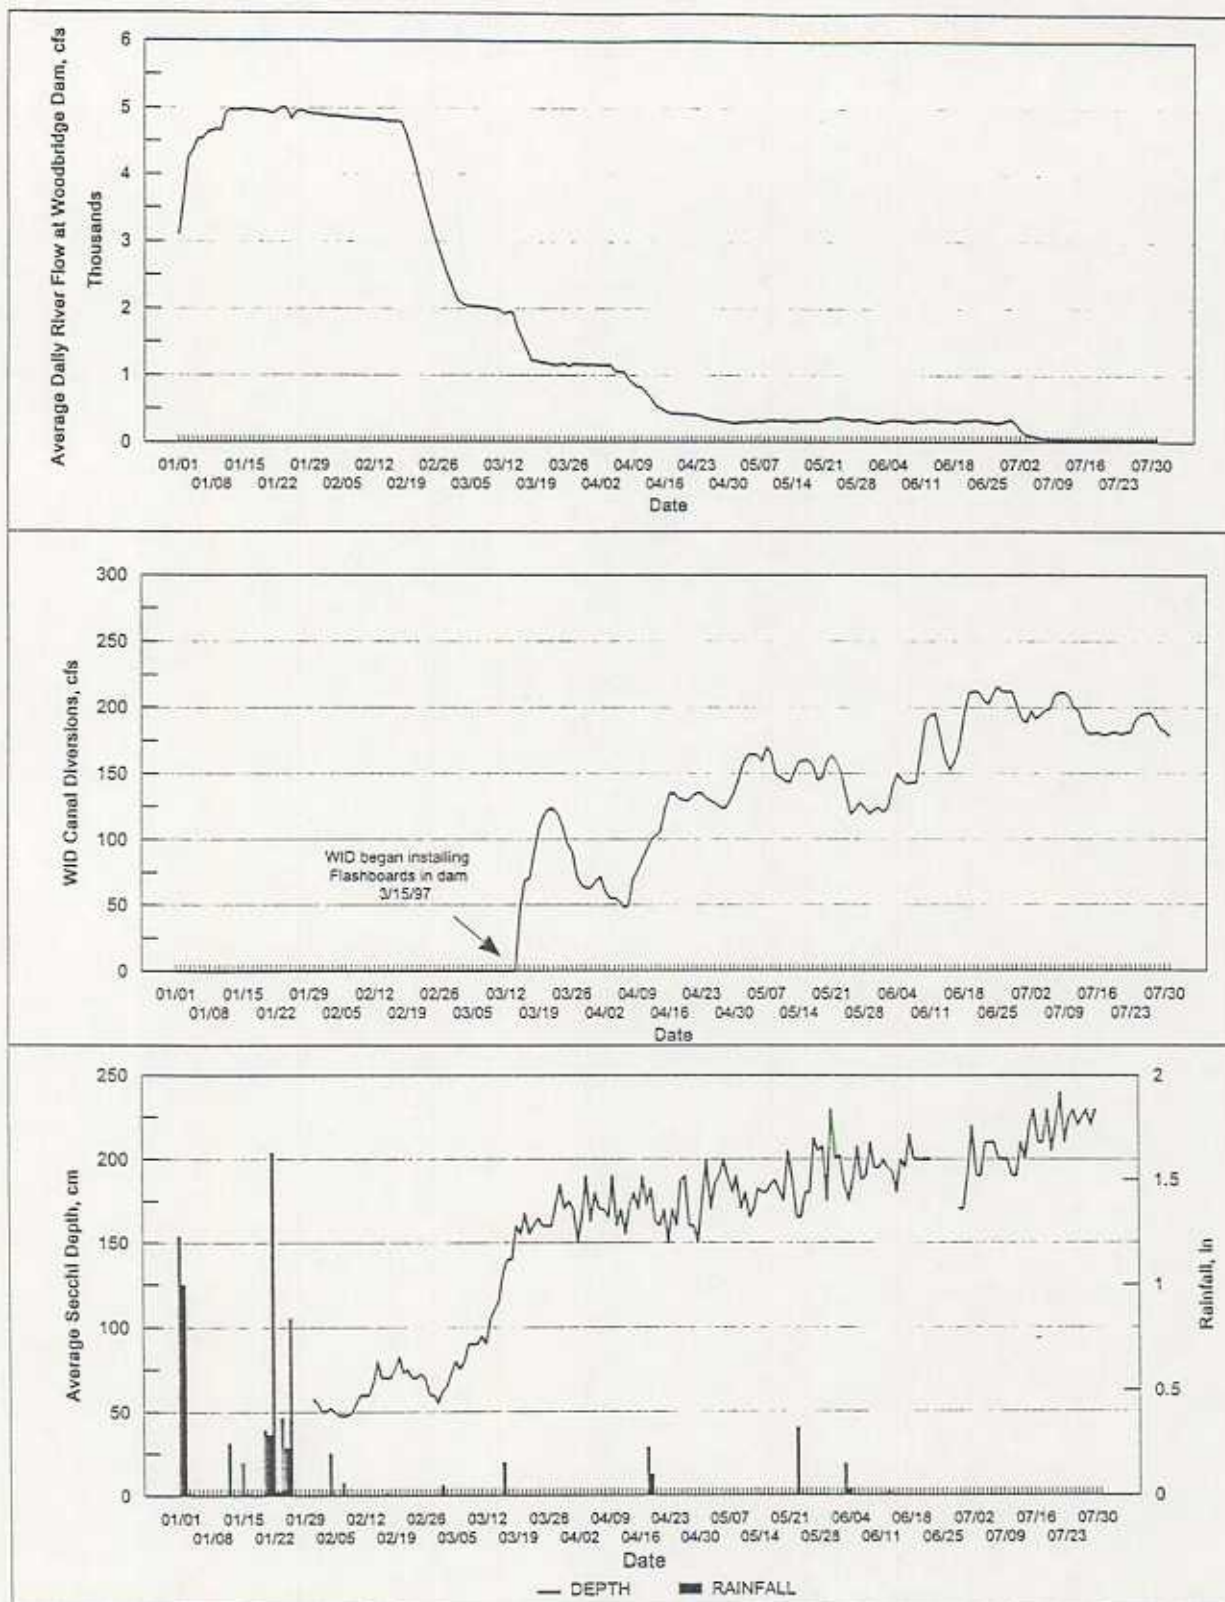 Average Daily River Flow at Woodbridge Dam, cfs
Thousands
6
5
4
3
2
1
0
01/01 01/15 01/29 02/12 02/26 03/12 03/26 04/09 04/23 05/07 05/21 06/04 06/18 07/02 07/16 07/30
01/08 01/22 02/05 02/19 03/05 03/19 04/02 04/16 04/30 05/14 05/28 06/11 06/25 07/09 07/23
Date
WID Canal Diversions, cfs
300
250
200
150
100
50
0
WID began installing
Flashboards in dam
3/15/97
01/01 01/15 01/29 02/12 02/26 03/12 03/26 04/09 04/23 05/07 05/21 06/04 06/18 07/02 07/16 07/30
01/08 01/22 02/05 02/19 03/05 03/19 04/02 04/16 04/30 05/14 05/28 06/11 06/25 07/09 07/23
Date
Average Secchi Depth, cm
250
200
150
100
50
0
2
1.5
1
0.5
0
Rainfall, in
01/01 01/15 01/29 02/12 02/26 03/12 03/26 04/09 04/23 05/07 05/21 06/04 06/18 07/02 07/16 07/30
01/08 01/22 02/05 02/19 03/05 03/19 04/02 04/16 04/30 05/14 05/28 06/11 06/25 07/09 07/23
Date
DEPTH RAINFALL